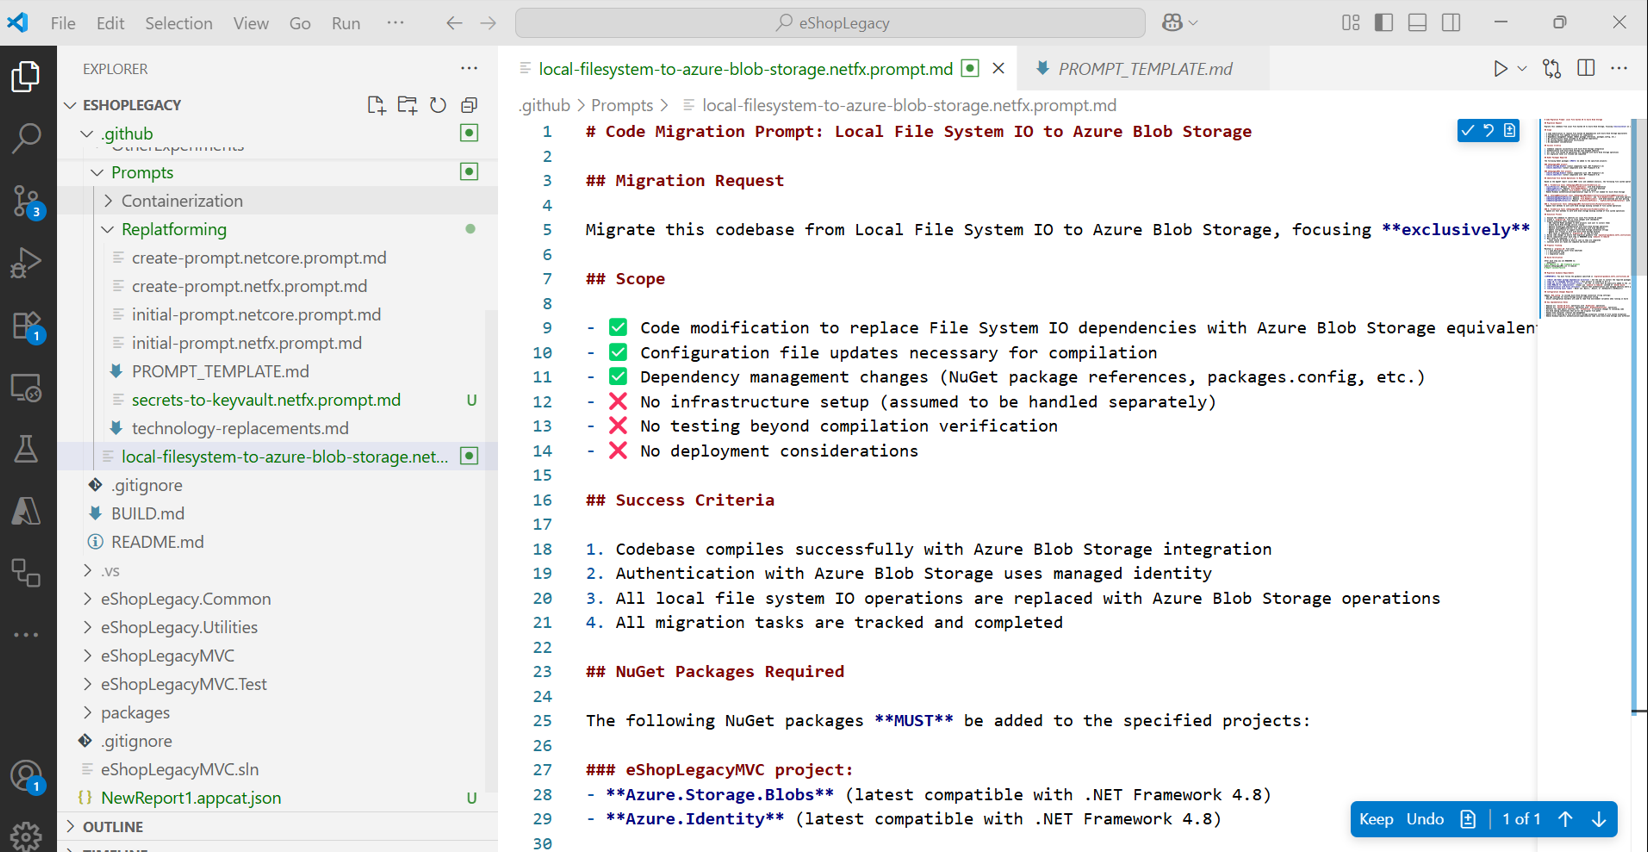 File Edit Selection View Go Run ··· eShopLegacy
EXPLORER ···
ESHOPLEGACY
.github
OtherExperiments
Prompts
Containerization
Replatforming
create-prompt.netcore.prompt.md
create-prompt.netfx.prompt.md
initial-prompt.netcore.prompt.md
initial-prompt.netfx.prompt.md
PROMPT_TEMPLATE.md
secrets-to-keyvault.netfx.prompt.md U
technology-replacements.md
local-filesystem-to-azure-blob-storage.net...
.gitignore
BUILD.md
README.md
.vs
eShopLegacy.Common
eShopLegacy.Utilities
eShopLegacyMVC
eShopLegacyMVC.Test
packages
.gitignore
eShopLegacyMVC.sln
{} NewReport1.appcat.json U
OUTLINE
3
1
1
local-filesystem-to-azure-blob-storage.netfx.prompt.md PROMPT_TEMPLATE.md
.github > Prompts > local-filesystem-to-azure-blob-storage.netfx.prompt.md
1 # Code Migration Prompt: Local File System IO to Azure Blob Storage
2
3 ## Migration Request
4
5 Migrate this codebase from Local File System IO to Azure Blob Storage, focusing **exclusively**
6
7 ## Scope
8
9 - ✅ Code modification to replace File System IO dependencies with Azure Blob Storage equivalen
10 - ✅ Configuration file updates necessary for compilation
11 - ✅ Dependency management changes (NuGet package references, packages.config, etc.)
12 - ❌ No infrastructure setup (assumed to be handled separately)
13 - ❌ No testing beyond compilation verification
14 - ❌ No deployment considerations
15
16 ## Success Criteria
17
18 1. Codebase compiles successfully with Azure Blob Storage integration
19 2. Authentication with Azure Blob Storage uses managed identity
20 3. All local file system IO operations are replaced with Azure Blob Storage operations
21 4. All migration tasks are tracked and completed
22
23 ## NuGet Packages Required
24
25 The following NuGet packages **MUST** be added to the specified projects:
26
27 ### eShopLegacyMVC project:
28 - **Azure.Storage.Blobs** (latest compatible with .NET Framework 4.8)
29 - **Azure.Identity** (latest compatible with .NET Framework 4.8)
30
Keep Undo 1 of 1